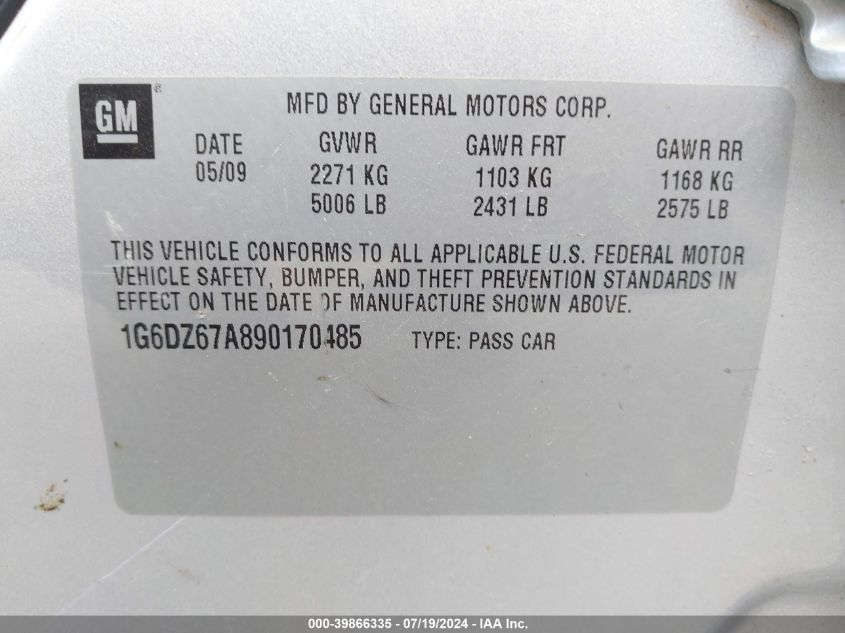 GM ®
MFD BY GENERAL MOTORS CORP.
DATE GVWR GAWR FRT GAWR RR
05/09 2271 KG 1103 KG 1168 KG
5006 LB 2431 LB 2575 LB
THIS VEHICLE CONFORMS TO ALL APPLICABLE U.S. FEDERAL MOTOR
VEHICLE SAFETY, BUMPER, AND THEFT PREVENTION STANDARDS IN
EFFECT ON THE DATE OF MANUFACTURE SHOWN ABOVE.
1G6DZ67A890170485 TYPE: PASS CAR
000-39866335 - 07/19/2024 - IAA Inc.